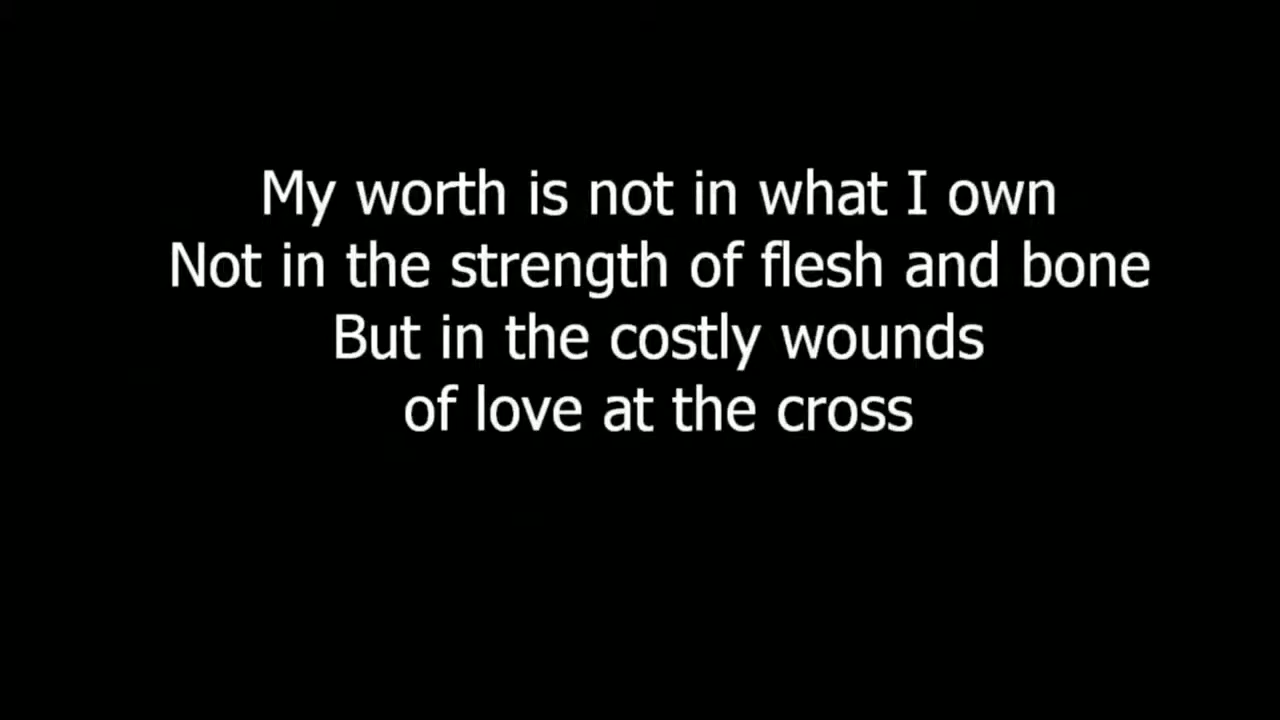 My worth is not in what I own
Not in the strength of flesh and bone
But in the costly wounds
of love at the cross